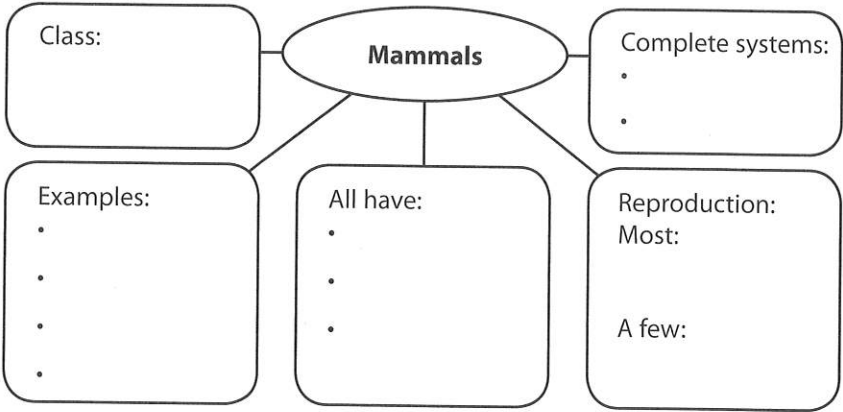 Class:
Mammals
Complete systems:
•
•
Examples:
•
•
•
•
All have:
•
•
•
Reproduction:
Most:
A few: